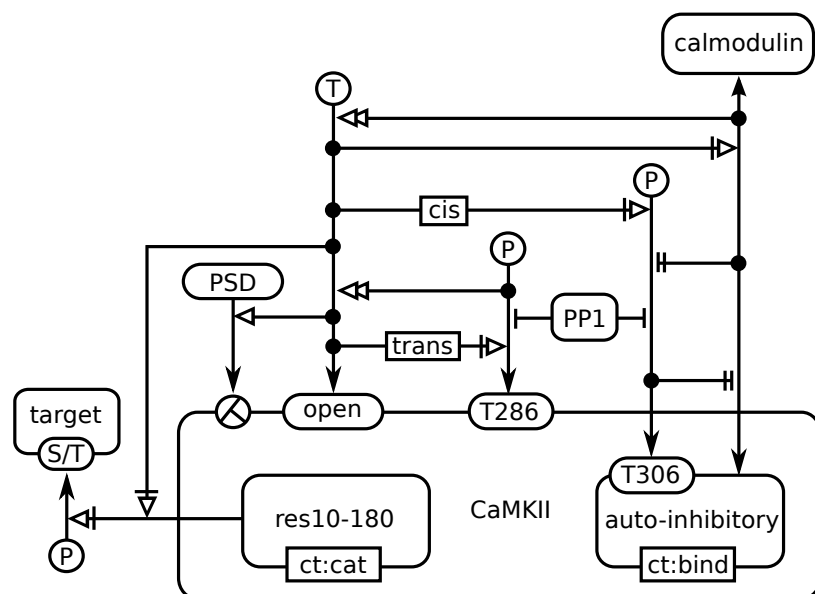 calmodulin
T
P
cis
P
PSD
PP1
trans
target
open
T286
S/T
T306
res10-180
CaMKII
auto-inhibitory
P
ct:cat
ct:bind